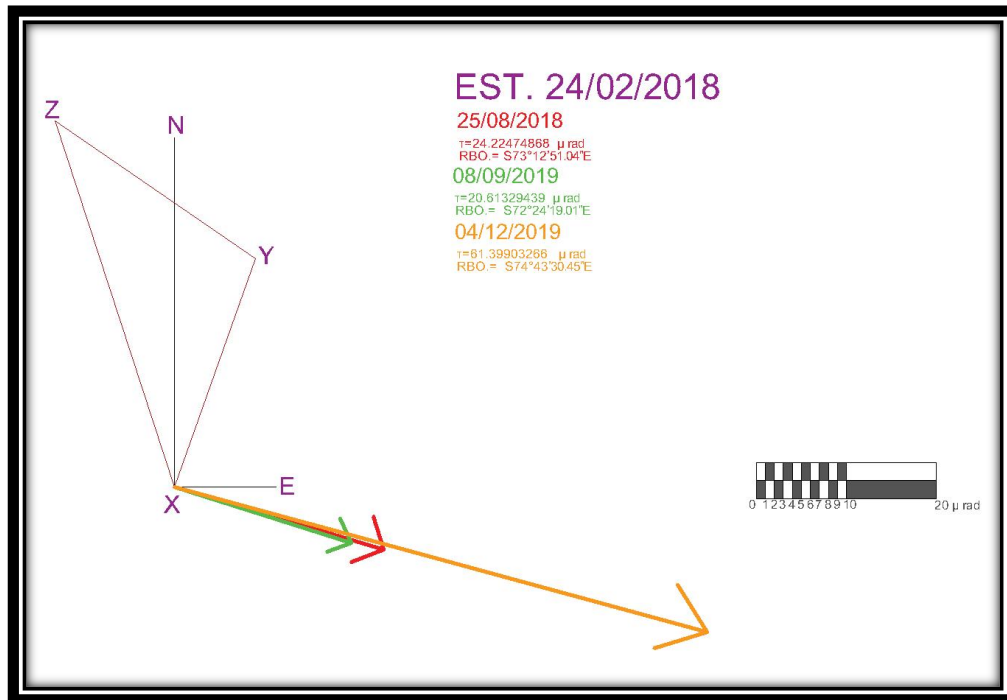 EST. 24/02/2018
25/08/2018
τ=24.22474868 μ rad
RBO.= S73°12'51.04"E
08/09/2019
τ=20.61329439 μ rad
RBO.= S72°24'19.01"E
04/12/2019
τ=61.39903266 μ rad
RBO.= S74°43'30.45"E
Z
N
Y
E
X
0 1 2 3 4 5 6 7 8 9 10 20 μ rad